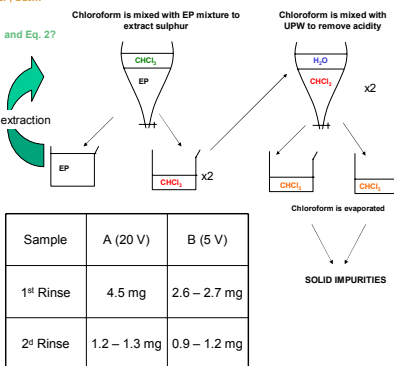 and Eq. 2?
Chloroform is mixed with EP mixture to
extract sulphur
Chloroform is mixed with
UPW to remove acidity
CHCl3
EP
H2O
CHCl3
x2
extraction
EP
CHCl3
x2
CHCl3
CHCl3
Chloroform is evaporated
SOLID IMPURITIES
Sample
A (20 V)
B (5 V)
1st Rinse
4.5 mg
2.6 – 2.7 mg
2d Rinse
1.2 – 1.3 mg
0.9 – 1.2 mg